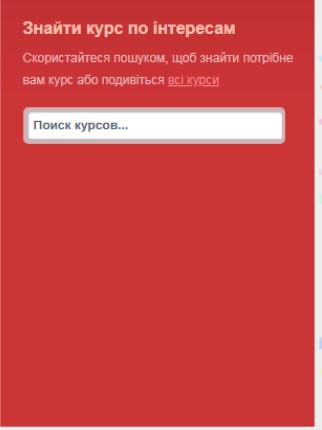 Знайти курс по інтересам
Скористайтеся пошуком, щоб знайти потрібне
вам курс або подивіться всі курси
Поиск курсов...